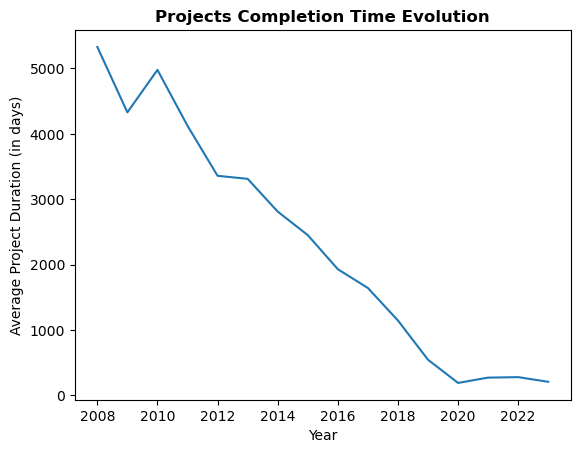 Projects Completion Time Evolution
Average Project Duration (in days)
5000
4000
3000
2000
1000
0
2008 2010 2012 2014 2016 2018 2020 2022
Year